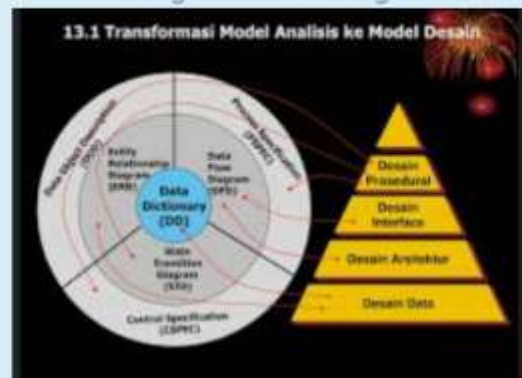 13.1 Transformasi Model Analisis ke Model Desain
Data Object Description
(DOD)
Process Specification
(PSPEC)
Entity
Relationship
Diagram
(ERD)
Data
Flow
Diagram
(DFD)
Data
Dictionary
(DD)
State
Transition
Diagram
(STD)
Control Specification
(CSPEC)
Desain
Prosedural
Desain
Interface
Desain Arsitektur
Desain Data